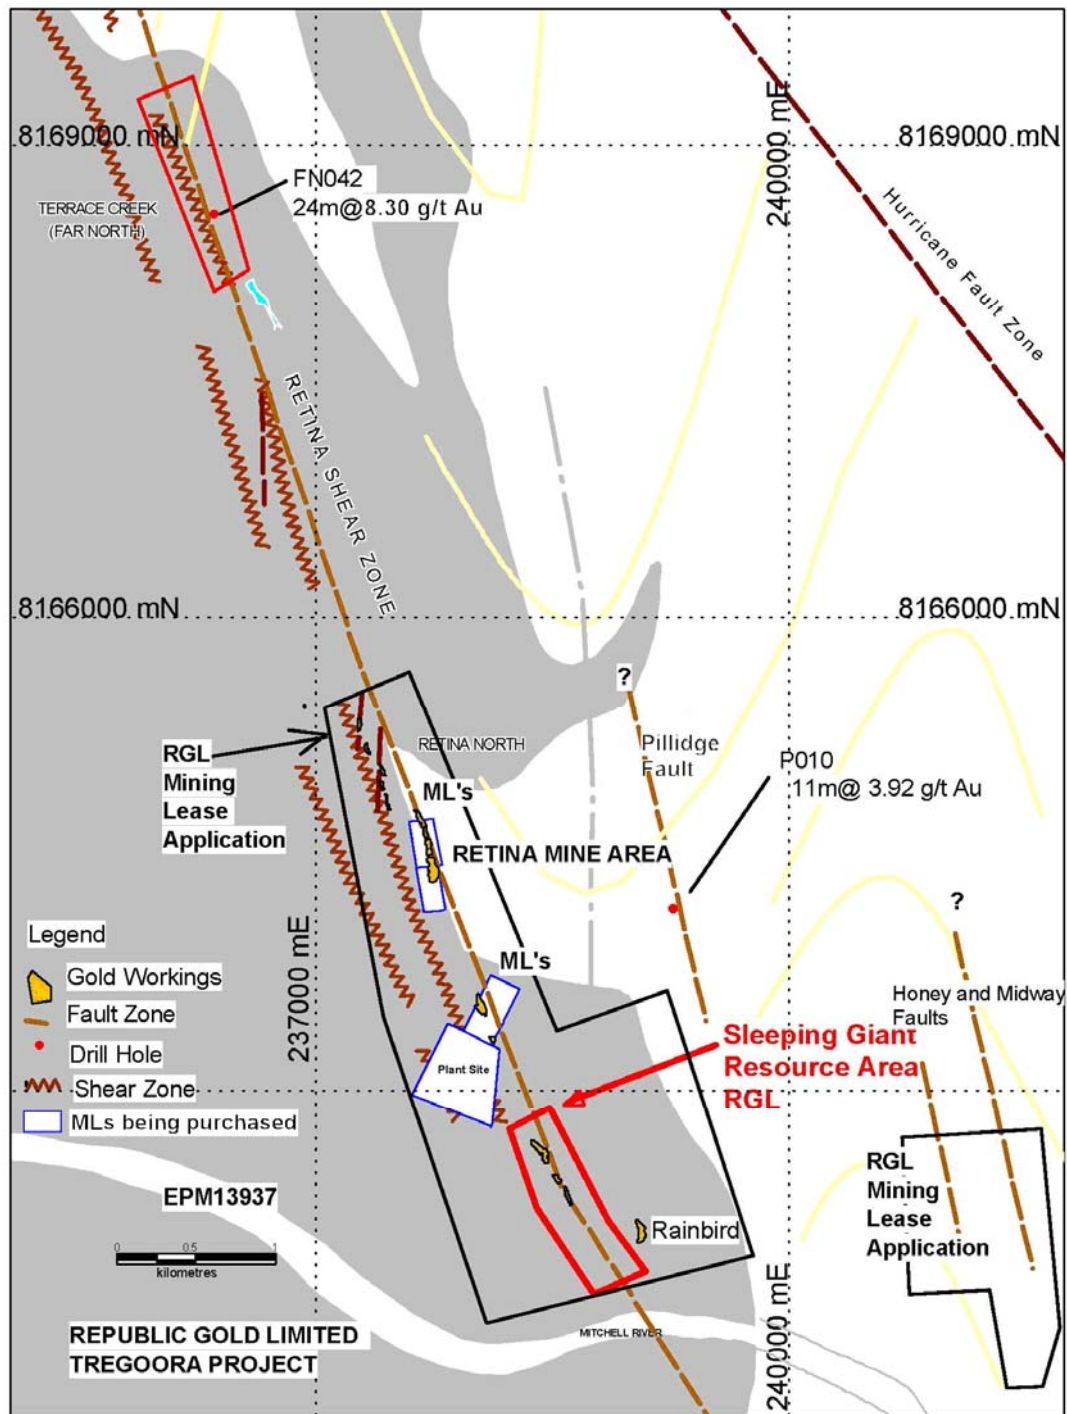 8169000 mN
8169000 mN
240000 mE
FN042
24m@8.30 g/t Au
TERRACE CREEK
(FAR NORTH)
Hurricane Fault Zone
RETINA SHEAR ZONE
8166000 mN
8166000 mN
?
RGL
Mining
Lease
Application
RETINA NORTH
Pillidge
Fault
P010
11m@ 3.92 g/t Au
ML's
RETINA MINE AREA
?
237000 mE
ML's
Honey and Midway
Faults
Legend
Gold Workings
Fault Zone
Drill Hole
Shear Zone
MLs being purchased
Plant Site
Sleeping Giant
Resource Area
RGL
RGL
Mining
Lease
Application
EPM13937
Rainbird
0 0.5 1
kilometres
240000 mE
MITCHELL RIVER
REPUBLIC GOLD LIMITED
TREGOORA PROJECT